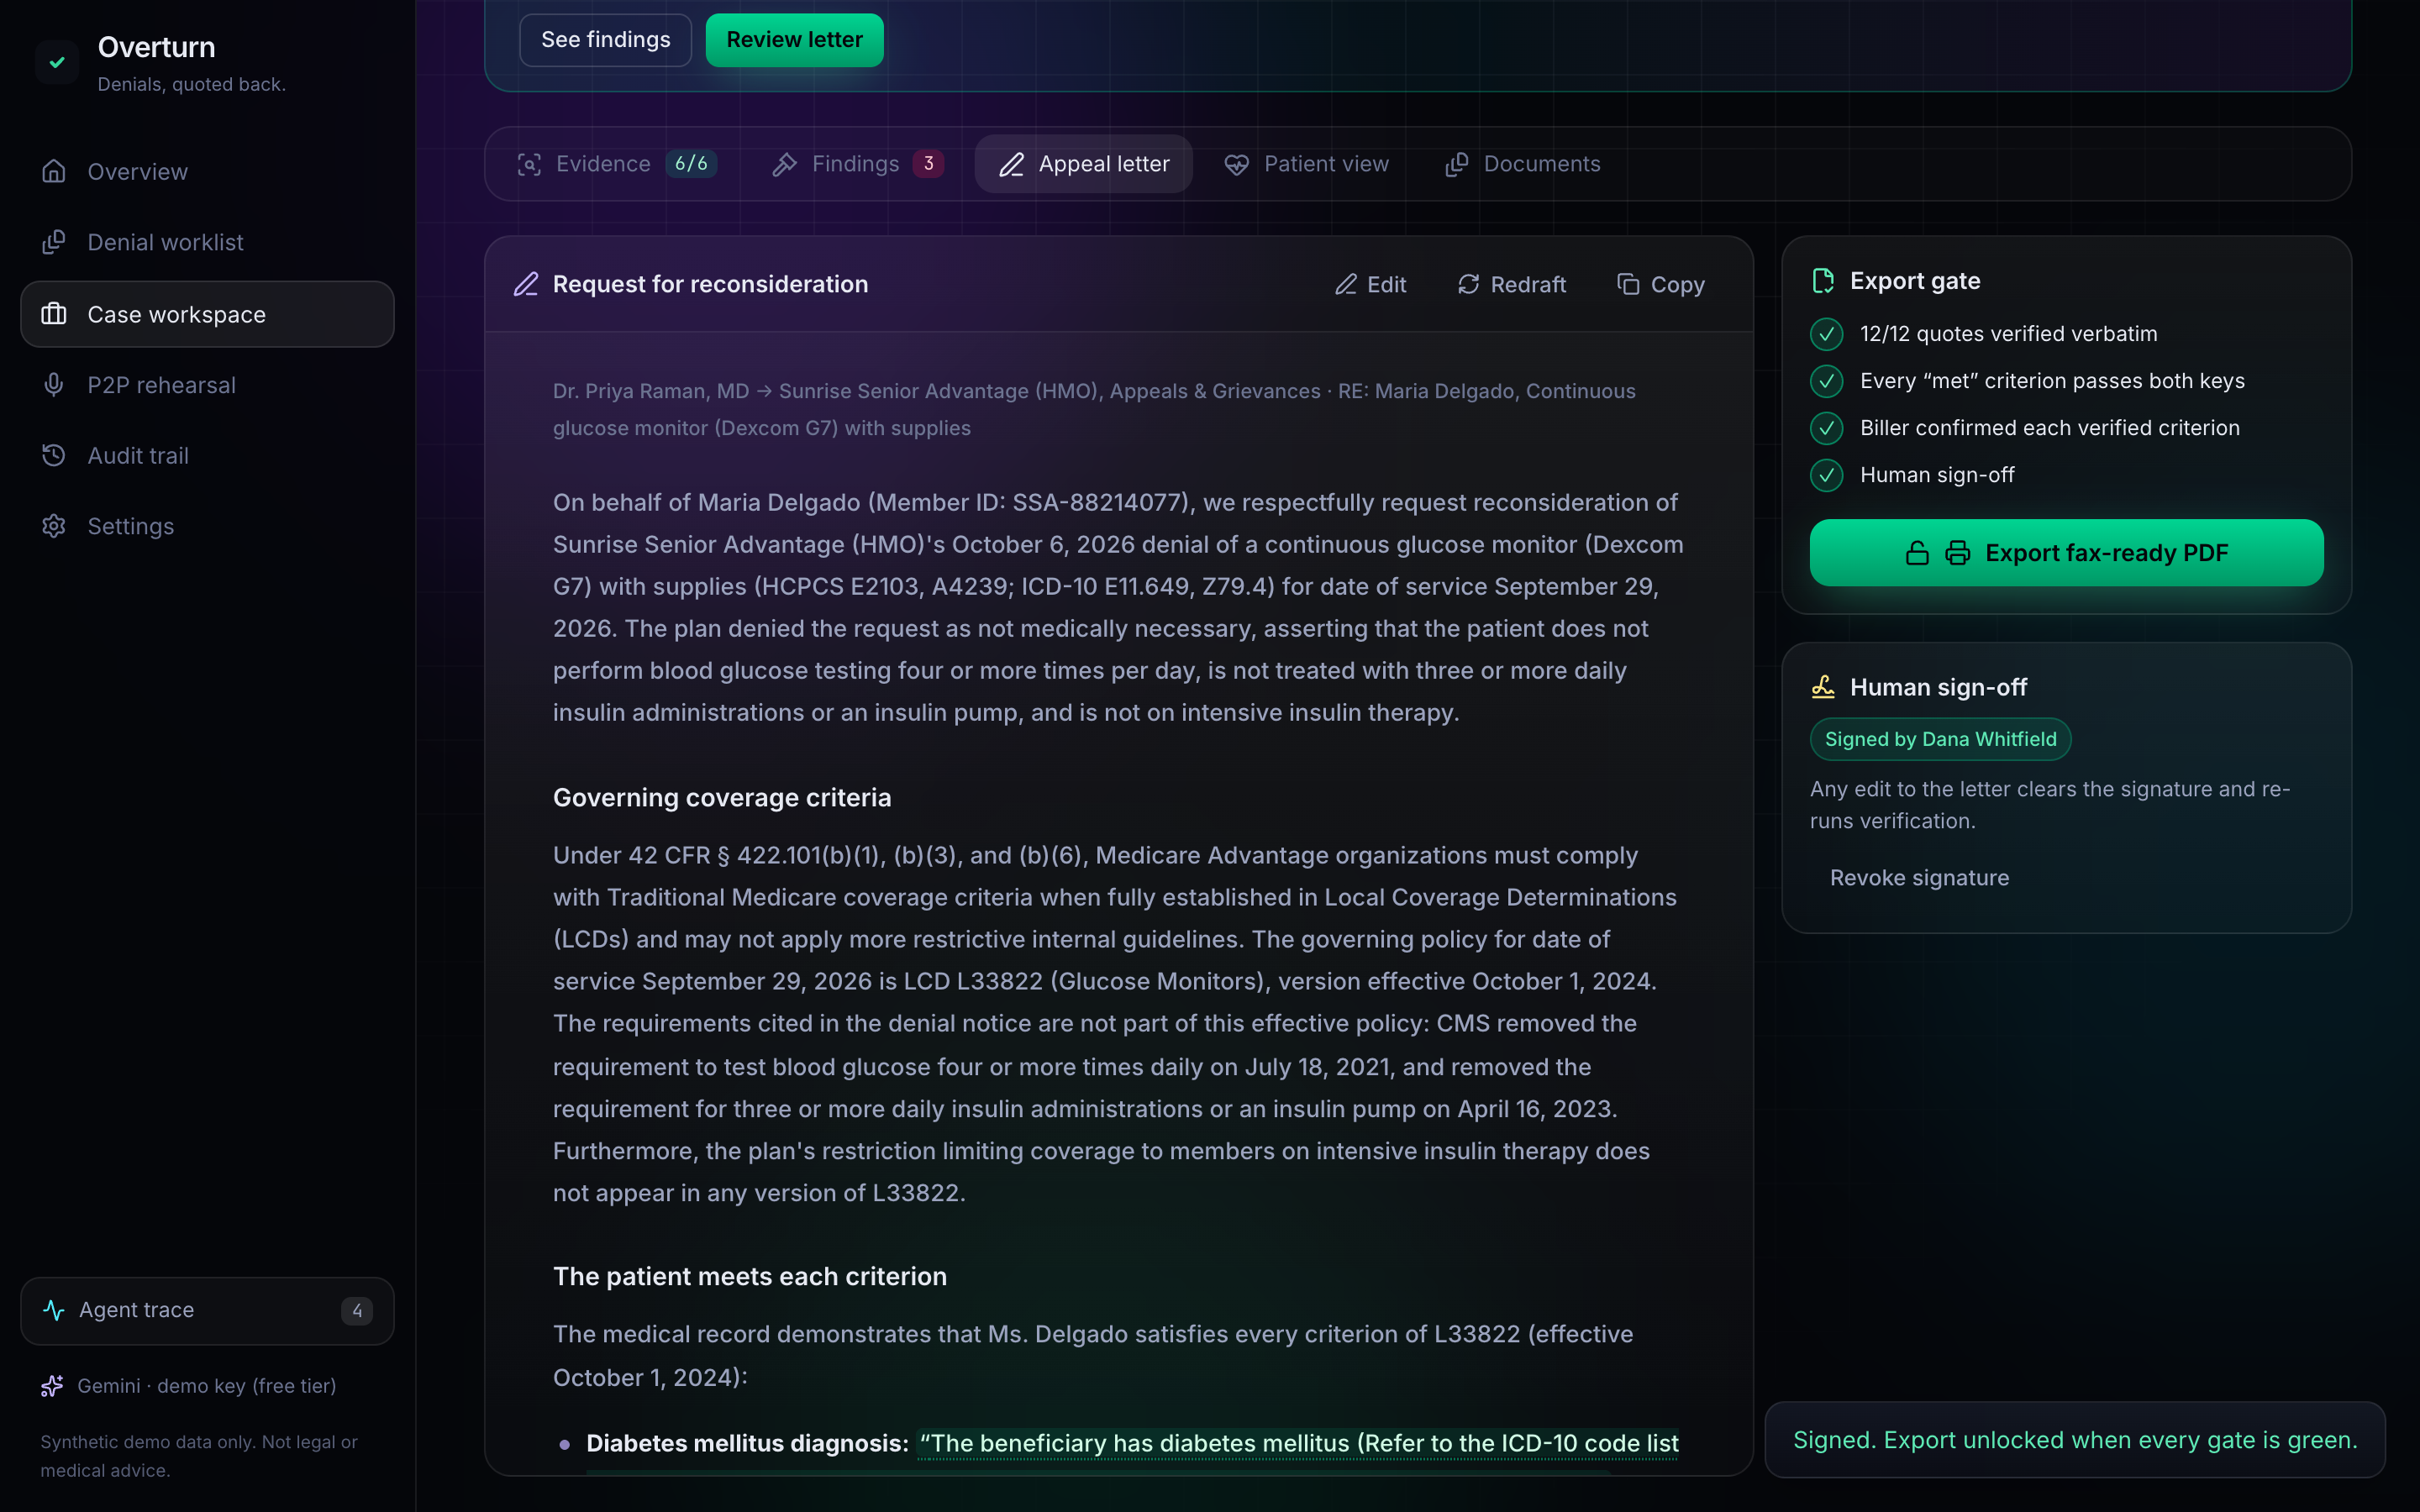 Overturn
Denials, quoted back.
Overview
Denial worklist
Case workspace
P2P rehearsal
Audit trail
Settings
Agent trace
4
Gemini · demo key (free tier)
Synthetic demo data only. Not legal or
medical advice.
See findings
Review letter
Evidence 6/6
Findings 3
Appeal letter
Patient view
Documents
Request for reconsideration
Edit
Redraft
Copy
Dr. Priya Raman, MD → Sunrise Senior Advantage (HMO), Appeals & Grievances · RE: Maria Delgado, Continuous
glucose monitor (Dexcom G7) with supplies
On behalf of Maria Delgado (Member ID: SSA-88214077), we respectfully request reconsideration of
Sunrise Senior Advantage (HMO)'s October 6, 2026 denial of a continuous glucose monitor (Dexcom
G7) with supplies (HCPCS E2103, A4239; ICD-10 E11.649, Z79.4) for date of service September 29,
2026. The plan denied the request as not medically necessary, asserting that the patient does not
perform blood glucose testing four or more times per day, is not treated with three or more daily
insulin administrations or an insulin pump, and is not on intensive insulin therapy.
Governing coverage criteria
Under 42 CFR § 422.101(b)(1), (b)(3), and (b)(6), Medicare Advantage organizations must comply
with Traditional Medicare coverage criteria when fully established in Local Coverage Determinations
(LCDs) and may not apply more restrictive internal guidelines. The governing policy for date of
service September 29, 2026 is LCD L33822 (Glucose Monitors), version effective October 1, 2024.
The requirements cited in the denial notice are not part of this effective policy: CMS removed the
requirement to test blood glucose four or more times daily on July 18, 2021, and removed the
requirement for three or more daily insulin administrations or an insulin pump on April 16, 2023.
Furthermore, the plan's restriction limiting coverage to members on intensive insulin therapy does
not appear in any version of L33822.
The patient meets each criterion
The medical record demonstrates that Ms. Delgado satisfies every criterion of L33822 (effective
October 1, 2024):
Diabetes mellitus diagnosis: “The beneficiary has diabetes mellitus (Refer to the ICD-10 code list
Export gate
12/12 quotes verified verbatim
Every “met” criterion passes both keys
Biller confirmed each verified criterion
Human sign-off
Export fax-ready PDF
Human sign-off
Signed by Dana Whitfield
Any edit to the letter clears the signature and re-
runs verification.
Revoke signature
Signed. Export unlocked when every gate is green.